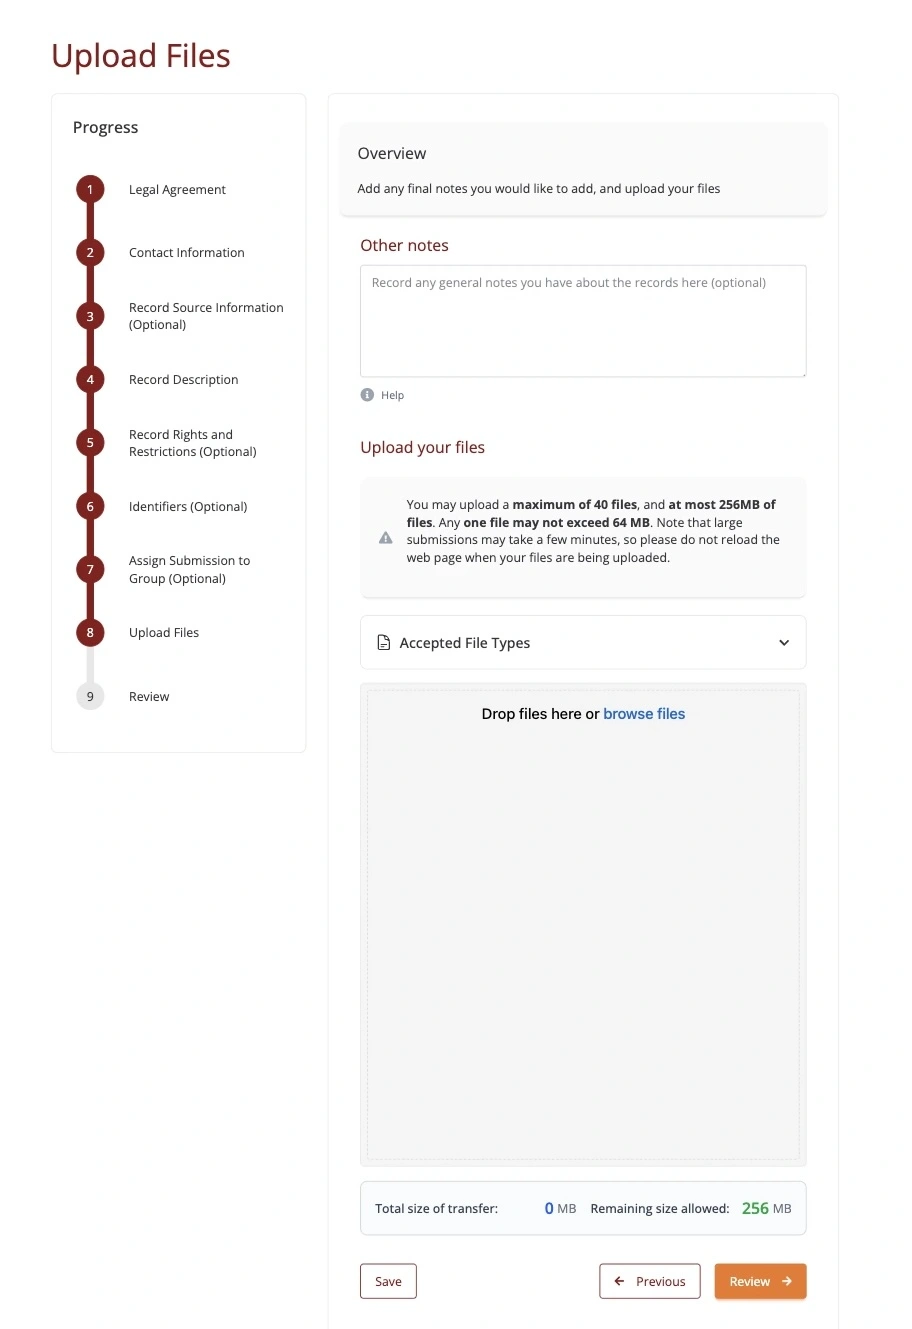 Upload Files
Progress
1
Legal Agreement
2
Contact Information
3
Record Source Information
(Optional)
4
Record Description
5
Record Rights and
Restrictions (Optional)
6
Identifiers (Optional)
7
Assign Submission to
Group (Optional)
8
Upload Files
9
Review
Overview
Add any final notes you would like to add, and upload your files
Other notes
Record any general notes you have about the records here (optional)
Help
Upload your files
You may upload a maximum of 40 files, and at most 256MB of
files. Any one file may not exceed 64 MB. Note that large
submissions may take a few minutes, so please do not reload the
web page when your files are being uploaded.
Accepted File Types
Drop files here or browse files
Total size of transfer: 0 MB Remaining size allowed: 256 MB
Save
Previous
Review